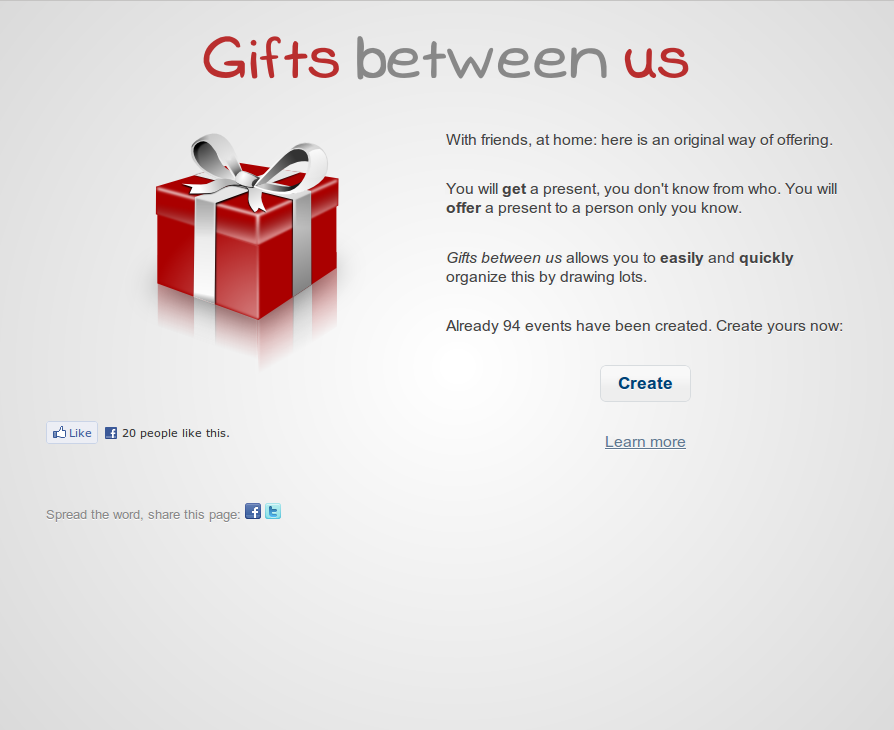 Gifts between us
With friends, at home: here is an original way of offering.
You will get a present, you don't know from who. You will
offer a present to a person only you know.
Gifts between us allows you to easily and quickly
organize this by drawing lots.
Already 94 events have been created. Create yours now:
Create
Learn more
Like
20 people like this.
Spread the word, share this page: